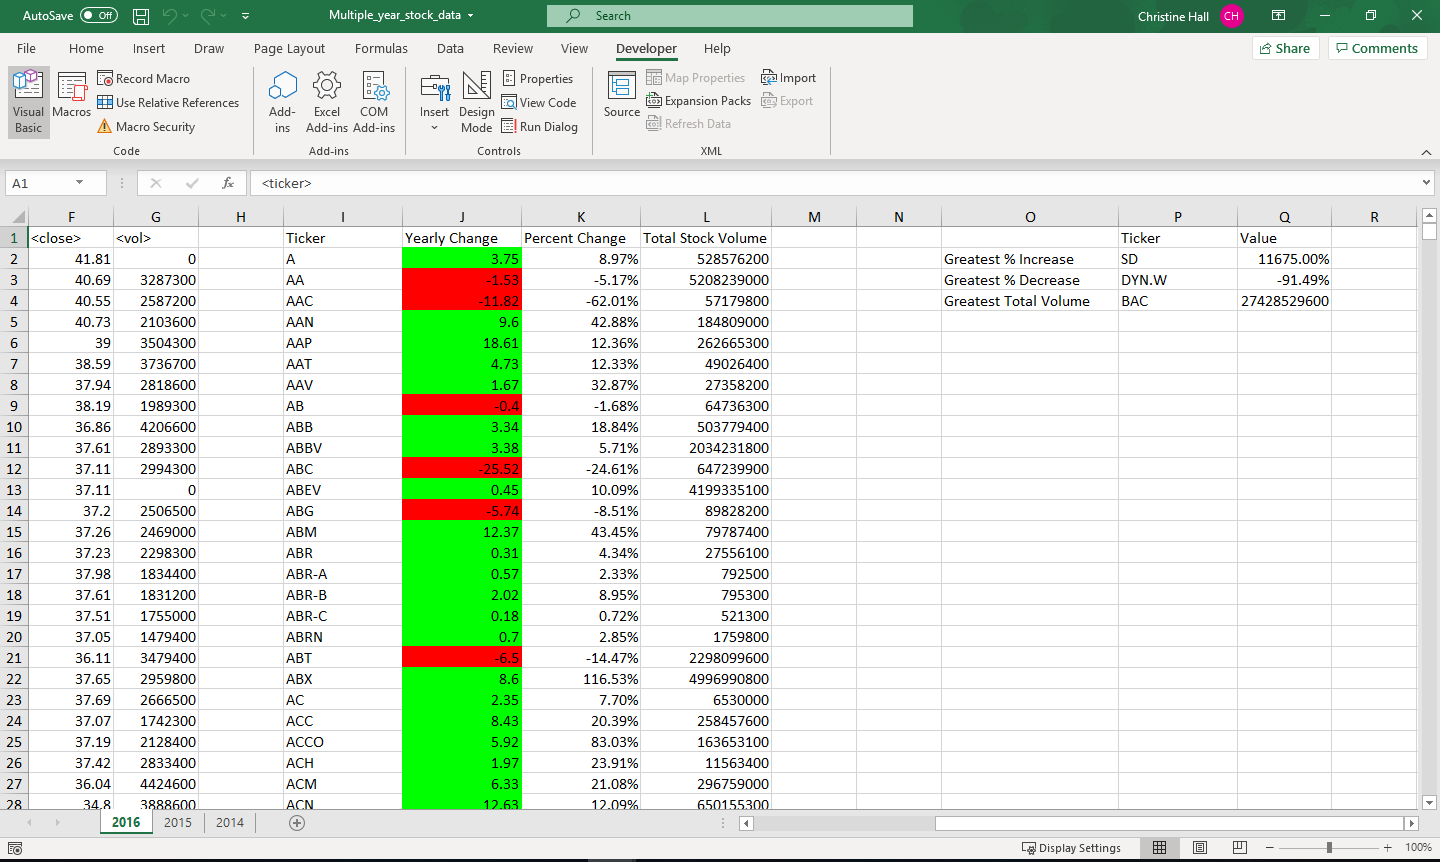 AutoSave Off Multiple_year_stock_data Search Christine Hall CH
File Home Insert Draw Page Layout Formulas Data Review View Developer Help Share Comments
Visual Basic
Macros
Record Macro
Use Relative References
Macro Security
Code
Add-ins
Excel Add-ins
COM Add-ins
Add-ins
Insert
Design Mode
Properties
View Code
Run Dialog
Controls
Source
Map Properties
Expansion Packs
Refresh Data
Import
Export
XML
A1 fx <ticker>
F G H I J K L M N O P Q R
1 <close> <vol> Ticker Yearly Change Percent Change Total Stock Volume Ticker Value
2 41.81 0 A 3.75 8.97% 528576200 Greatest % Increase SD 11675.00%
3 40.69 3287300 AA -1.53 -5.17% 5208239000 Greatest % Decrease DYN.W -91.49%
4 40.55 2587200 AAC -11.82 -62.01% 57179800 Greatest Total Volume BAC 27428529600
5 40.73 2103600 AAN 9.6 42.88% 184809000
6 39 3504300 AAP 18.61 12.36% 262665300
7 38.59 3736700 AAT 4.73 12.33% 49026400
8 37.94 2818600 AAV 1.67 32.87% 27358200
9 38.19 1989300 AB -0.4 -1.68% 64736300
10 36.86 4206600 ABB 3.34 18.84% 503779400
11 37.61 2893300 ABBV 3.38 5.71% 2034231800
12 37.11 2994300 ABC -25.52 -24.61% 647239900
13 37.11 0 ABEV 0.45 10.09% 4199335100
14 37.2 2506500 ABG -5.74 -8.51% 89828200
15 37.26 2469000 ABM 12.37 43.45% 79787400
16 37.23 2298300 ABR 0.31 4.34% 27556100
17 37.98 1834400 ABR-A 0.57 2.33% 792500
18 37.61 1831200 ABR-B 2.02 8.95% 795300
19 37.51 1755000 ABR-C 0.18 0.72% 521300
20 37.05 1479400 ABRN 0.7 2.85% 1759800
21 36.11 3479400 ABT -6.5 -14.47% 2298099600
22 37.65 2959800 ABX 8.6 116.53% 4996990800
23 37.69 2666500 AC 2.35 7.70% 6530000
24 37.07 1742300 ACC 8.43 20.39% 258457600
25 37.19 2128400 ACCO 5.92 83.03% 163653100
26 37.42 2833400 ACH 1.97 23.91% 11563400
27 36.04 4424600 ACM 6.33 21.08% 296759000
28 34.8 3888600 ACN 12.63 12.09% 650155300
2016 2015 2014
Display Settings 100%